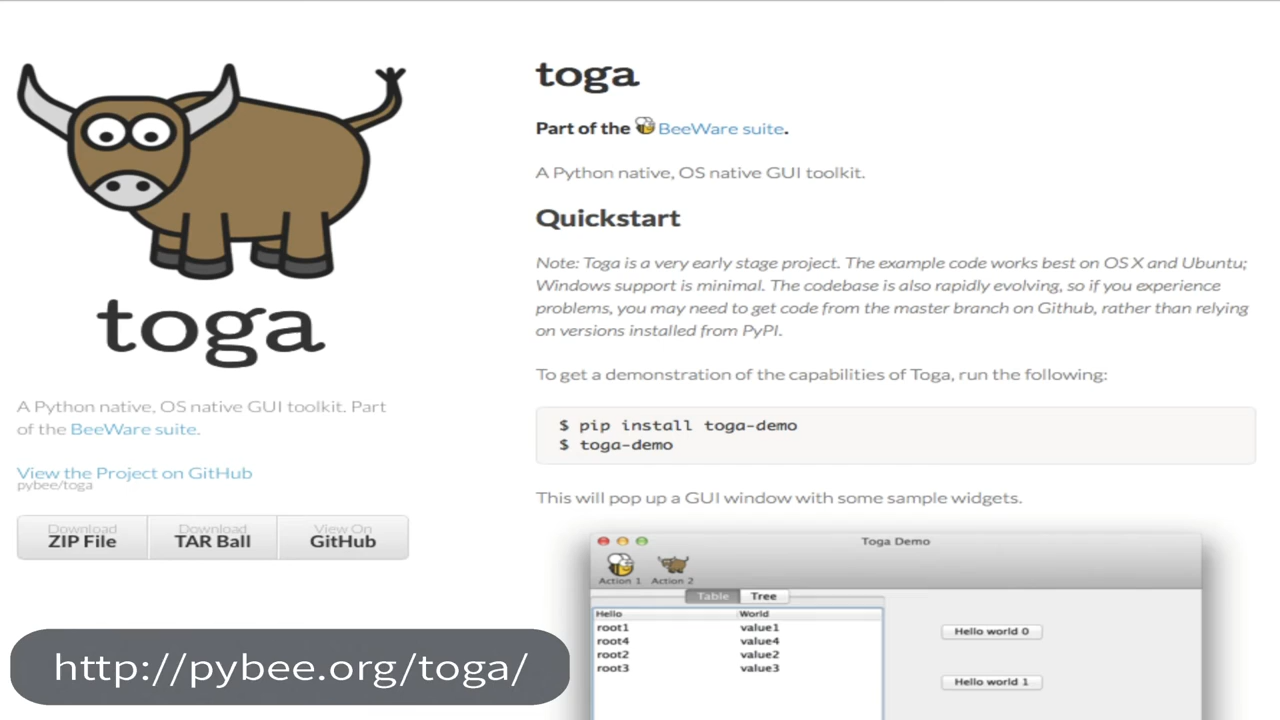 toga
A Python native, OS native GUI toolkit. Part
of the BeeWare suite.
View the Project on GitHub
pybee/toga
Download
ZIP File
Download
TAR Ball
View On
GitHub
toga
Part of the BeeWare suite.
A Python native, OS native GUI toolkit.
Quickstart
Note: Toga is a very early stage project. The example code works best on OS X and Ubuntu;
Windows support is minimal. The codebase is also rapidly evolving, so if you experience
problems, you may need to get code from the master branch on Github, rather than relying
on versions installed from PyPI.
To get a demonstration of the capabilities of Toga, run the following:
$ pip install toga-demo
$ toga-demo
This will pop up a GUI window with some sample widgets.
Toga Demo
Action 1 Action 2
Table Tree
Hello World
root1 value1
root4 value4
root2 value2
root3 value3
Hello world 0
Hello world 1
http://pybee.org/toga/